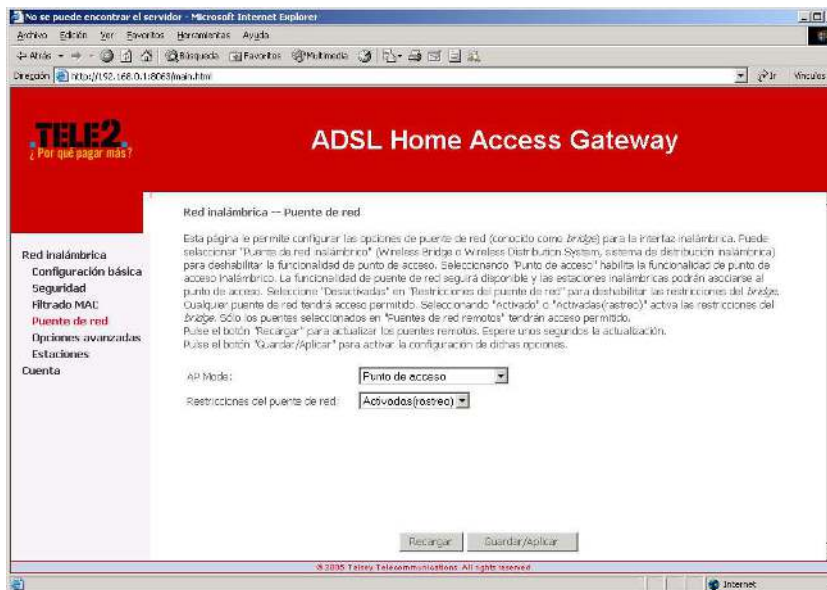 No se puede encontrar el servidor - Microsoft Internet Explorer
Archivo Edición Ver Favoritos Herramientas Ayuda
Atrás Búsqueda Favoritos Multimedia
Dirección http://192.168.0.1:8063/main.html Ir Vínculos
.TELE2.
¿Por qué pagar más?
ADSL Home Access Gateway
Red inalámbrica -- Puente de red
Esta página le permite configurar las opciones de puente de red (conocido como bridge) para la interfaz inalámbrica. Puede
seleccionar "Puente de red inalámbrico" (Wireless Bridge o Wireless Distribution System, sistema de distribución inalámbrica)
para deshabilitar la funcionalidad de punto de acceso. Seleccionando "Punto de acceso" habilita la funcionalidad de punto de
acceso inalámbrico. La funcionalidad de puente de red seguirá disponible y las estaciones inalámbricas podrán asociarse al
punto de acceso. Seleccione "Desactivadas" en "Restricciones del puente de red" para deshabilitar las restricciones del bridge.
Cualquier puente de red tendrá acceso permitido. Seleccionando "Activado" o "Activadas(rastreo)" activa las restricciones del
bridge. Sólo los puentes seleccionados en "Puentes de red remotos" tendrán acceso permitido.
Pulse el botón "Recargar" para actualizar los puentes remotos. Espere unos segundos la actualización.
Pulse el botón "Guardar/Aplicar" para activar la configuración de dichas opciones.
Red inalámbrica
Configuración básica
Seguridad
Filtrado MAC
Puente de red
Opciones avanzadas
Estaciones
Cuenta
AP Mode: Punto de acceso
Restricciones del puente de red: Activadas(rastreo)
Recargar Guardar/Aplicar
© 2005 Telsey Telecommunications. All rights reserved.
Internet